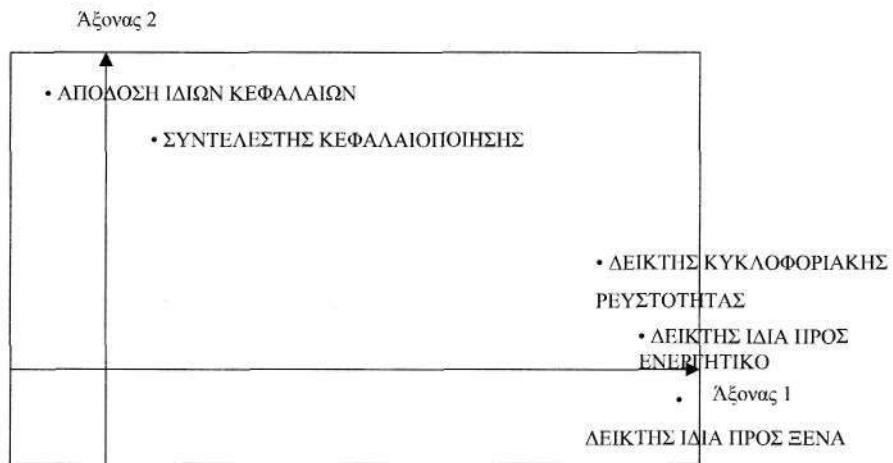 Άξονας 2
• ΑΠΟΔΟΣΗ ΙΔΙΩΝ ΚΕΦΑΛΑΙΩΝ
• ΣΥΝΤΕΛΕΣΤΗΣ ΚΕΦΑΛΑΙΟΠΟΙΗΣΗΣ
• ΔΕΙΚΤΗΣ ΚΥΚΛΟΦΟΡΙΑΚΗΣ
ΡΕΥΣΤΟΤΗΤΑΣ
• ΔΕΙΚΤΗΣ ΙΔΙΑ ΠΡΟΣ
ΕΝΕΡΓΗΤΙΚΟ
• Άξονας 1
ΔΕΙΚΤΗΣ ΙΔΙΑ ΠΡΟΣ ΞΕΝΑ